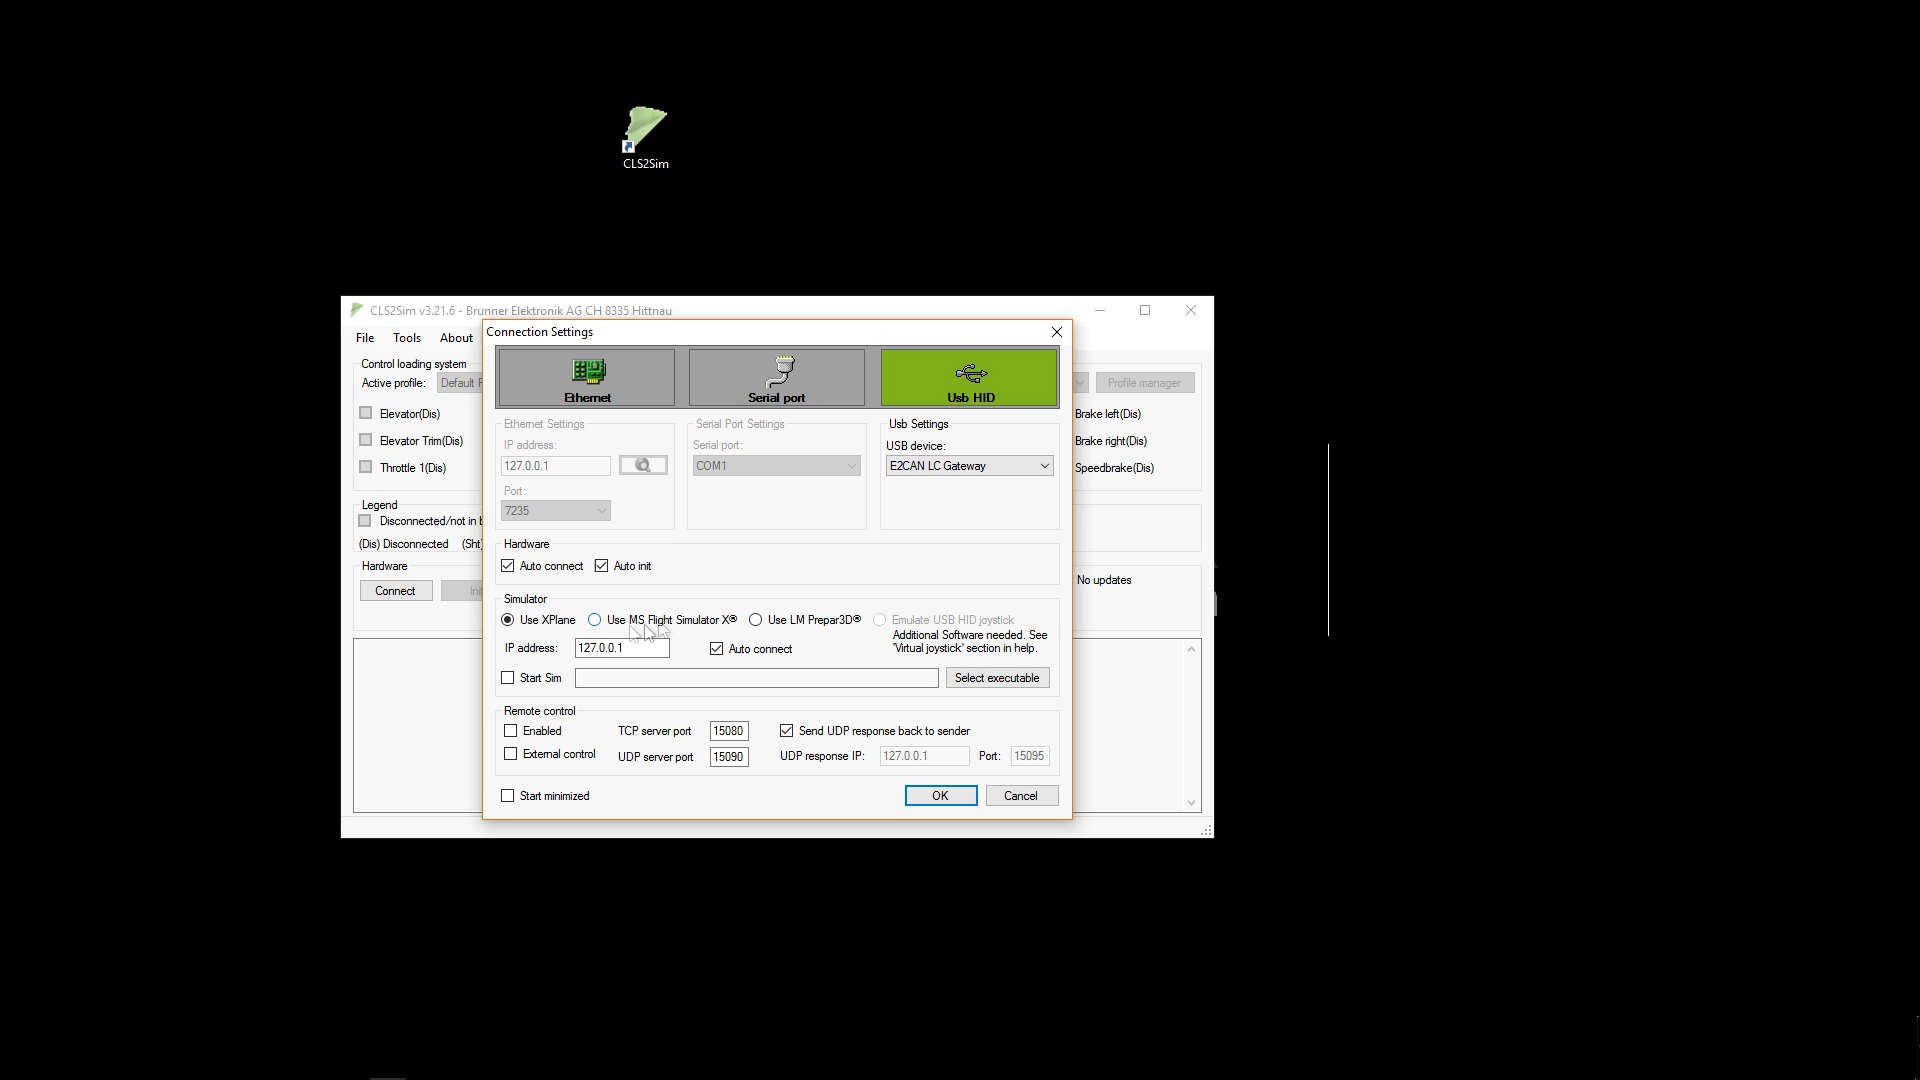 CLS2Sim
CLS2Sim v3.21.6 - Brunner Elektronik AG CH 8335 Hittnau
File Tools About
Connection Settings
Ethernet Serial port Usb HID
Control loading system
Active profile: Default Profile manager
Elevator(Dis) Brake left(Dis)
Elevator Trim(Dis) Brake right(Dis)
Throttle 1(Dis) Speedbrake(Dis)
Ethernet Settings Serial Port Settings Usb Settings
IP address: Serial port: USB device:
127.0.0.1 COM1 E2CAN LC Gateway
Port:
7235
Legend
Disconnected/not in
(Dis) Disconnected (Sht)
Hardware
Connect No updates
Hardware
Auto connect Auto init
Simulator
Use XPlane Use MS Flight Simulator X® Use LM Prepar3D® Emulate USB HID joystick
Additional Software needed. See
'Virtual joystick' section in help.
IP address: 127.0.0.1 Auto connect
Start Sim Select executable
Remote control
Enabled TCP server port 15080 Send UDP response back to sender
External control UDP server port 15090 UDP response IP: 127.0.0.1 Port: 15095
Start minimized OK Cancel